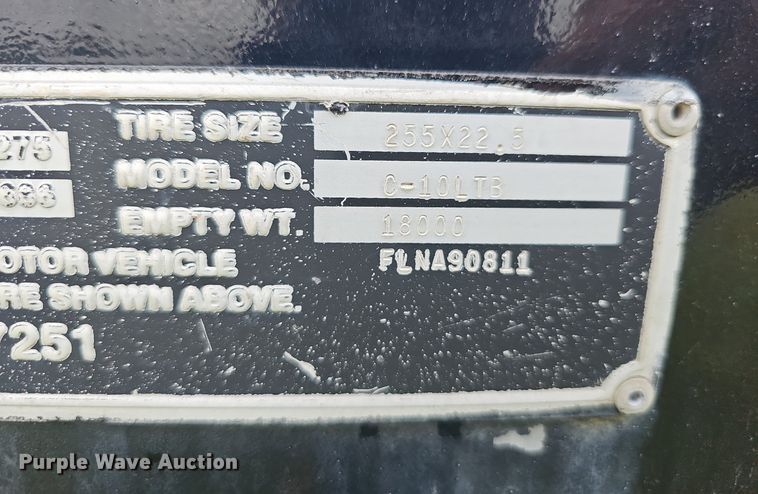 TIRE SIZE 255X22.5
275 MODEL NO. C-10LTB
EMPTY WT. 18000
OTOR VEHICLE FLNA90811
RE SHOWN ABOVE.
251
Purple Wave Auction